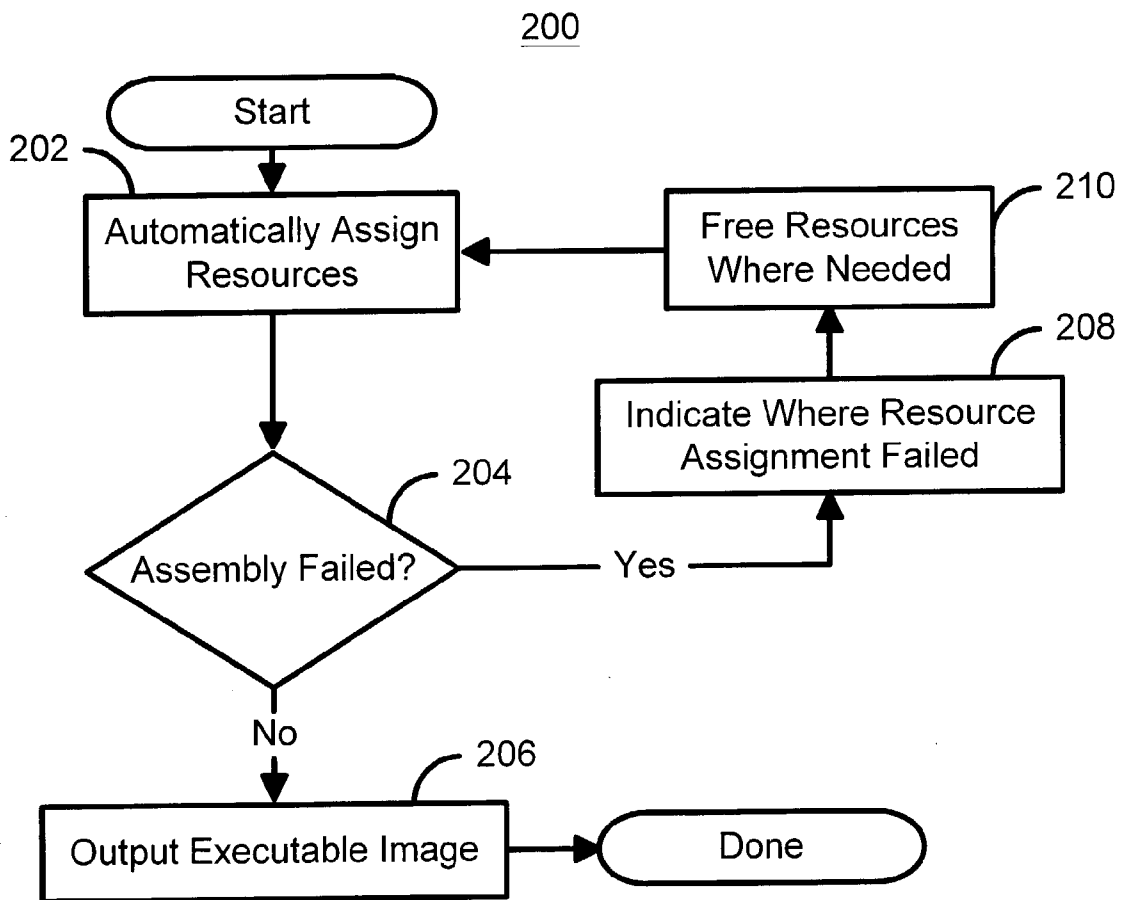 200
Start
202
Automatically Assign
Resources
210
Free Resources
Where Needed
208
Indicate Where Resource
Assignment Failed
204
Assembly Failed?
Yes
No
206
Output Executable Image
Done